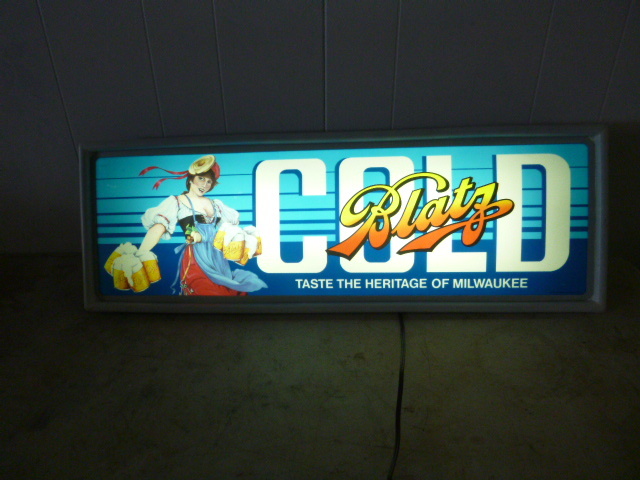 COLD
Blatz
TASTE THE HERITAGE OF MILWAUKEE